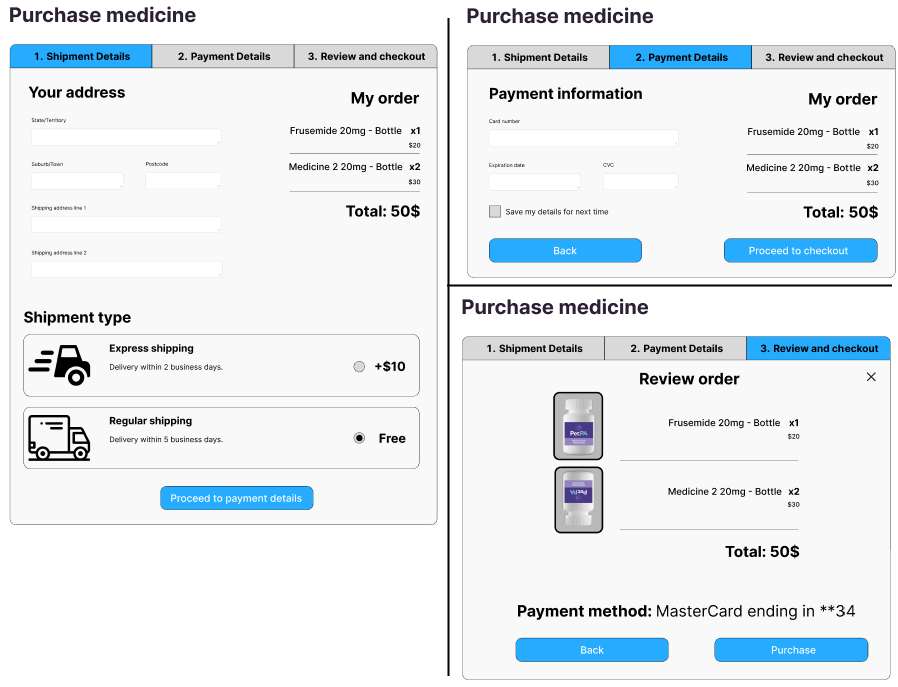 Purchase medicine
1. Shipment Details 2. Payment Details 3. Review and checkout
Your address
My order
State/Territory
Frusemide 20mg - Bottle x1
$20
Suburb/Town Postcode
Medicine 2 20mg - Bottle x2
$30
Shipping address line 1
Total: 50$
Shipping address line 2
Shipment type
Express shipping
Delivery within 2 business days.
+$10
Regular shipping
Delivery within 5 business days.
Free
Proceed to payment details
Purchase medicine
1. Shipment Details 2. Payment Details 3. Review and checkout
Payment information
My order
Card number
Frusemide 20mg - Bottle x1
$20
Expiration date CVC
Medicine 2 20mg - Bottle x2
$30
Save my details for next time
Total: 50$
Back Proceed to checkout
Purchase medicine
1. Shipment Details 2. Payment Details 3. Review and checkout
Review order
PetPA
Frusemide 20mg - Bottle x1
$20
PetPA
Medicine 2 20mg - Bottle x2
$30
Total: 50$
Payment method: MasterCard ending in **34
Back Purchase